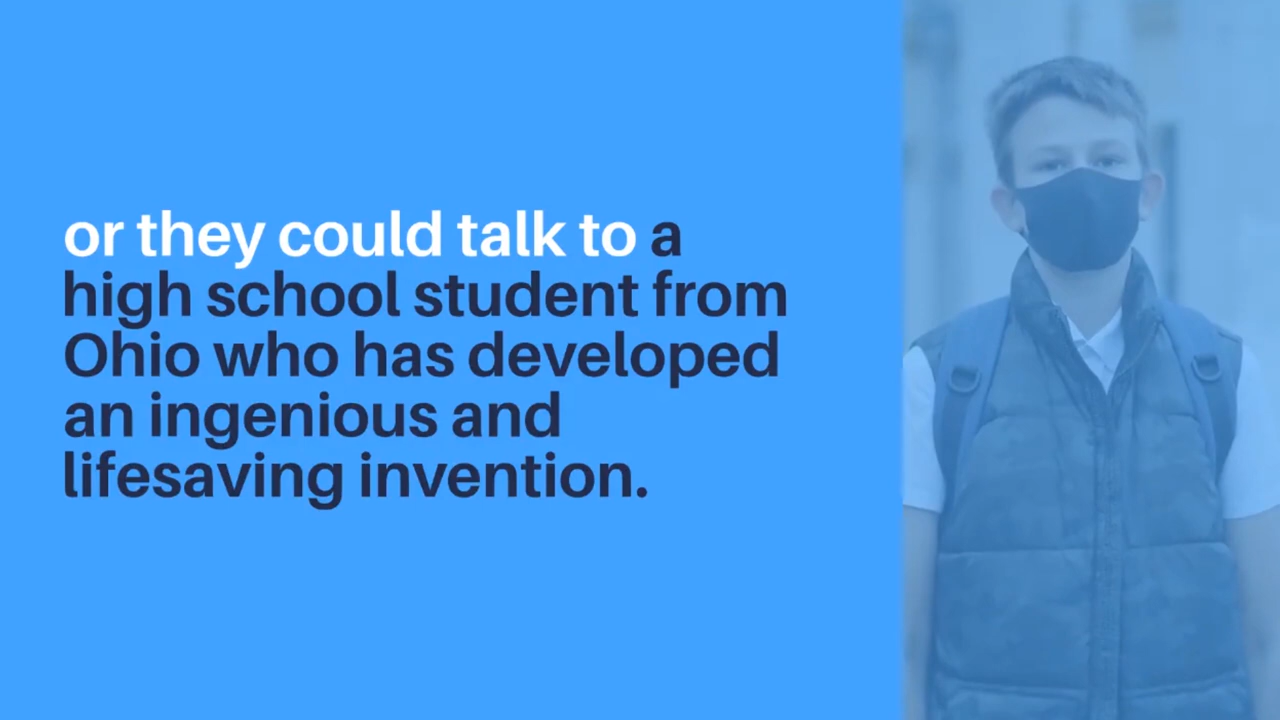 or they could talk to a
high school student from
Ohio who has developed
an ingenious and
lifesaving invention.